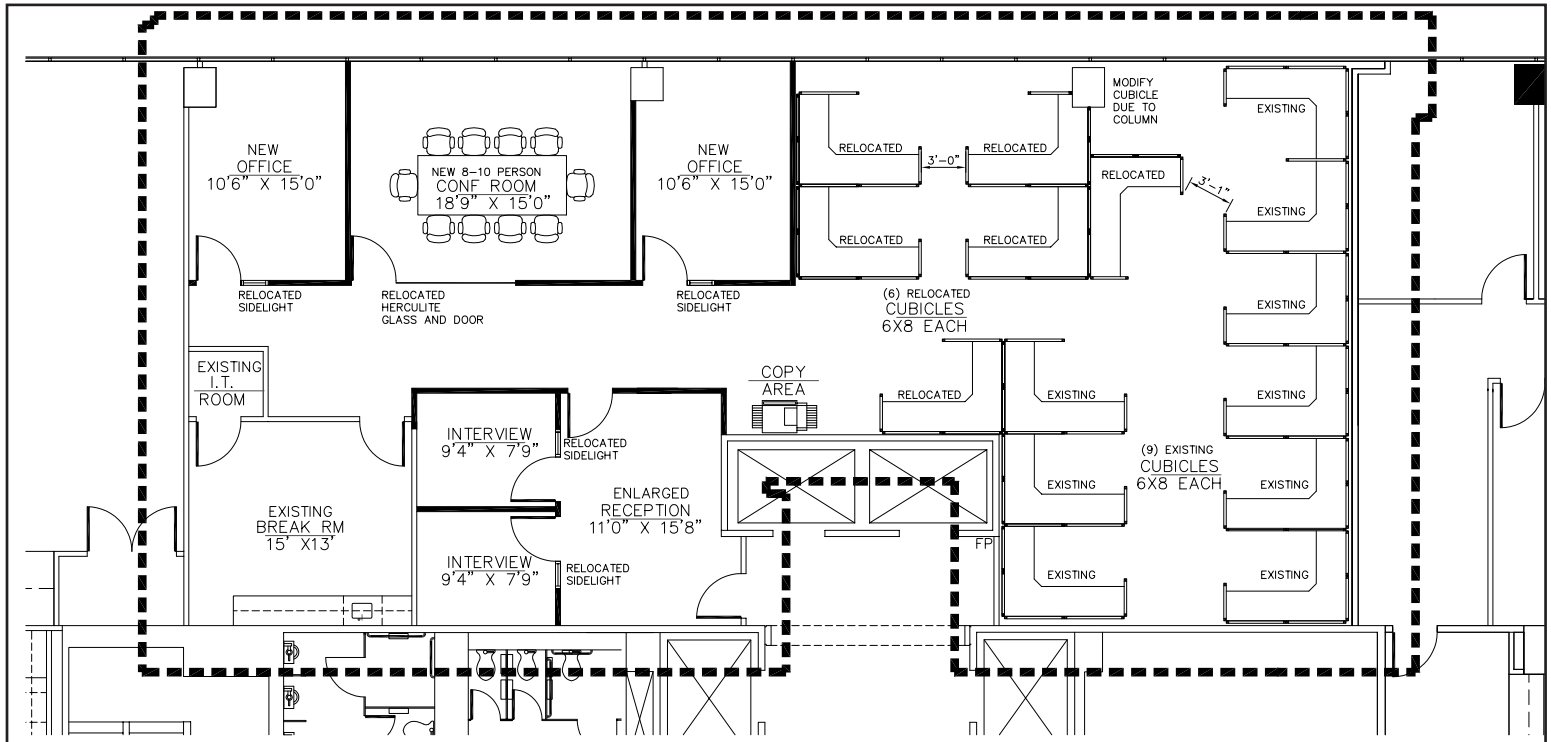 NEW
OFFICE
10'6" X 15'0"
NEW 8-10 PERSON
CONF ROOM
18'9" X 15'0"
NEW
OFFICE
10'6" X 15'0"
RELOCATED
3'-0"
RELOCATED
MODIFY
CUBICLE
DUE TO
COLUMN
EXISTING
RELOCATED
3'-1"
EXISTING
RELOCATED
RELOCATED
RELOCATED
SIDELIGHT
RELOCATED
HERCULITE
GLASS AND DOOR
RELOCATED
SIDELIGHT
(6) RELOCATED
CUBICLES
6X8 EACH
EXISTING
EXISTING
I.T.
ROOM
COPY
AREA
RELOCATED
EXISTING
EXISTING
INTERVIEW
9'4" X 7'9"
RELOCATED
SIDELIGHT
(9) EXISTING
CUBICLES
6X8 EACH
EXISTING
EXISTING
EXISTING
BREAK RM
15' X13'
ENLARGED
RECEPTION
11'0" X 15'8"
FP
INTERVIEW
9'4" X 7'9"
RELOCATED
SIDELIGHT
EXISTING
EXISTING